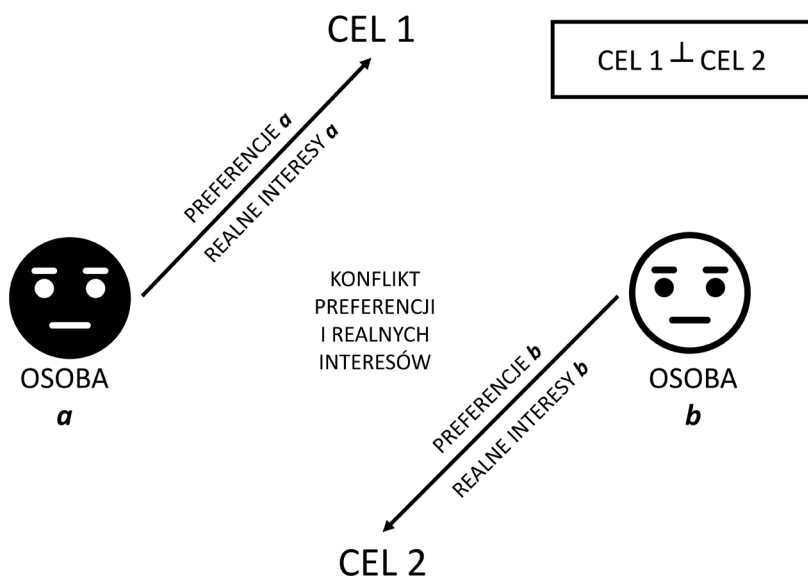 CEL 1
CEL 1 ┴ CEL 2
PREFERENCJE a
REALNE INTERESY a
KONFLIKT
PREFERENCJI
I REALNYCH
INTERESÓW
OSOBA
a
OSOBA
b
PREFERENCJE b
REALNE INTERESY b
CEL 2